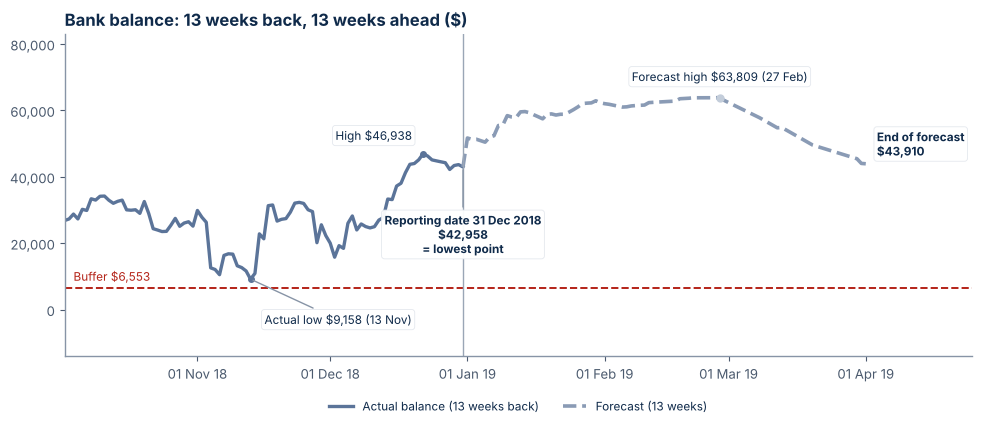 Bank balance: 13 weeks back, 13 weeks ahead ($)
80,000
60,000
40,000
20,000
0
Forecast high $63,809 (27 Feb)
High $46,938
End of forecast
$43,910
Reporting date 31 Dec 2018
$42,958
= lowest point
Buffer $6,553
Actual low $9,158 (13 Nov)
01 Nov 18
01 Dec 18
01 Jan 19
01 Feb 19
01 Mar 19
01 Apr 19
Actual balance (13 weeks back)
Forecast (13 weeks)